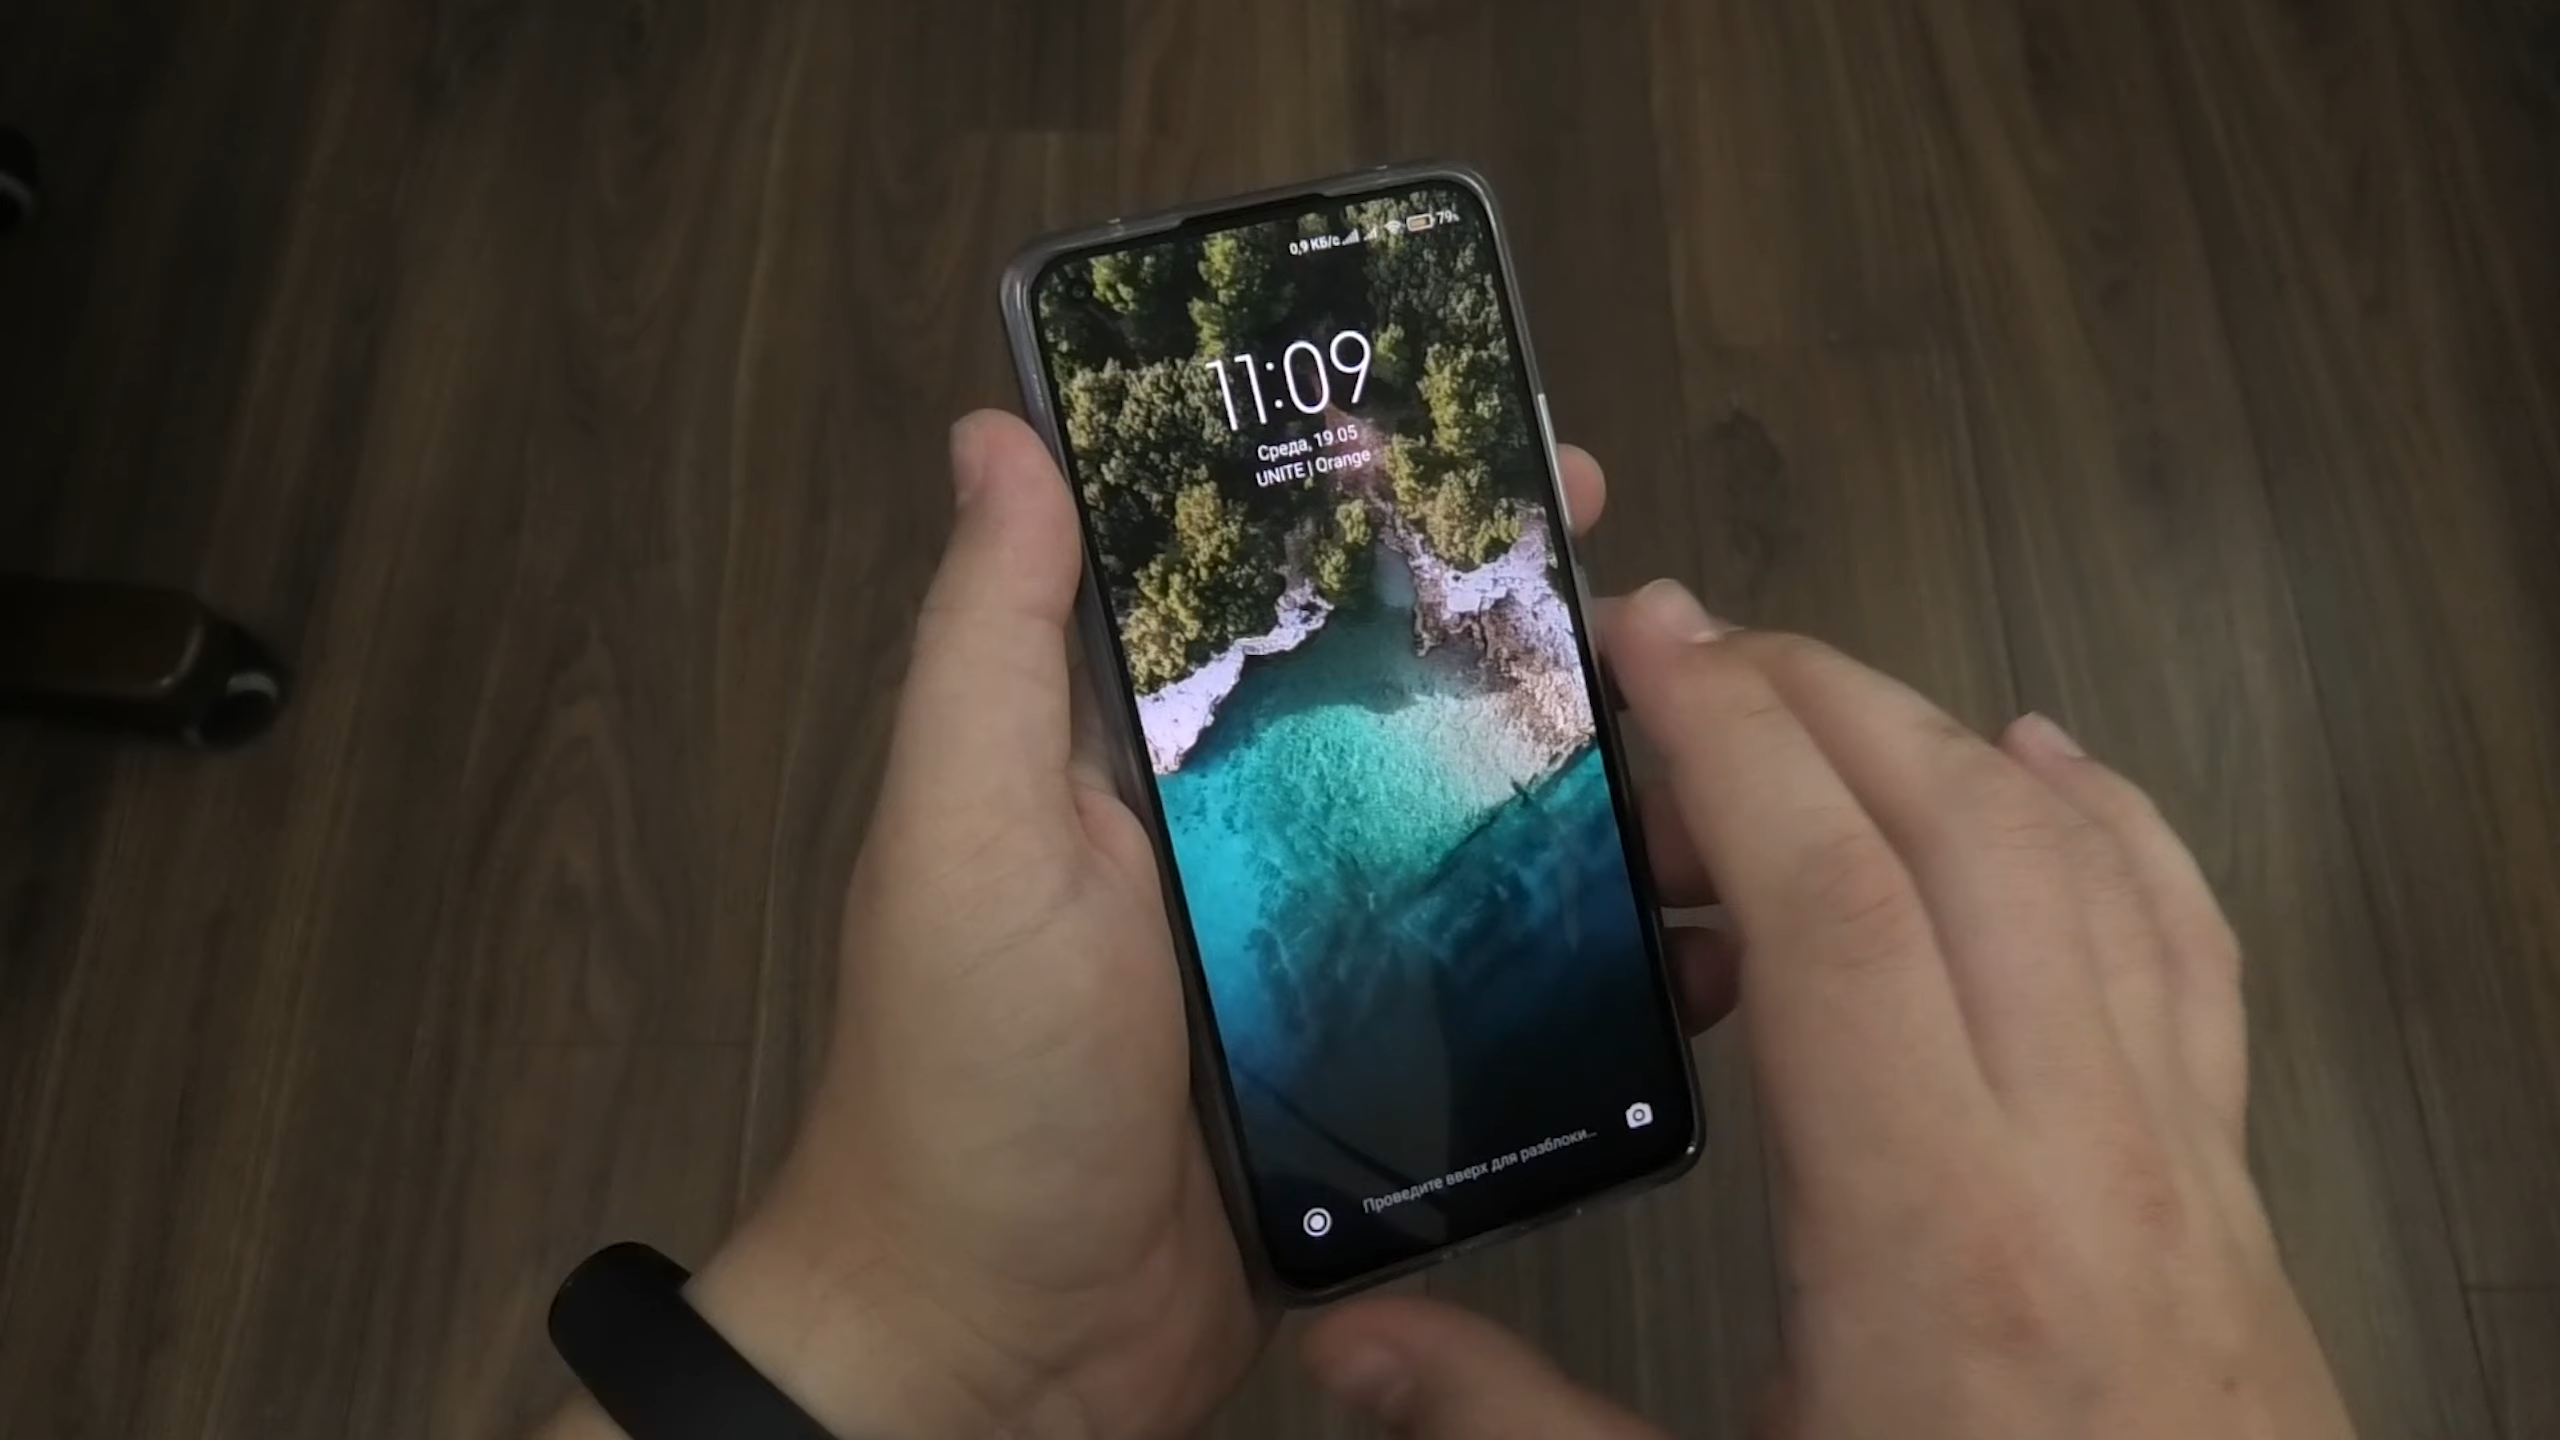 0,9 КБ/с 79%
11:09
Среда, 19.05
UNITE | Orange
Проведите вверх для разблоки...